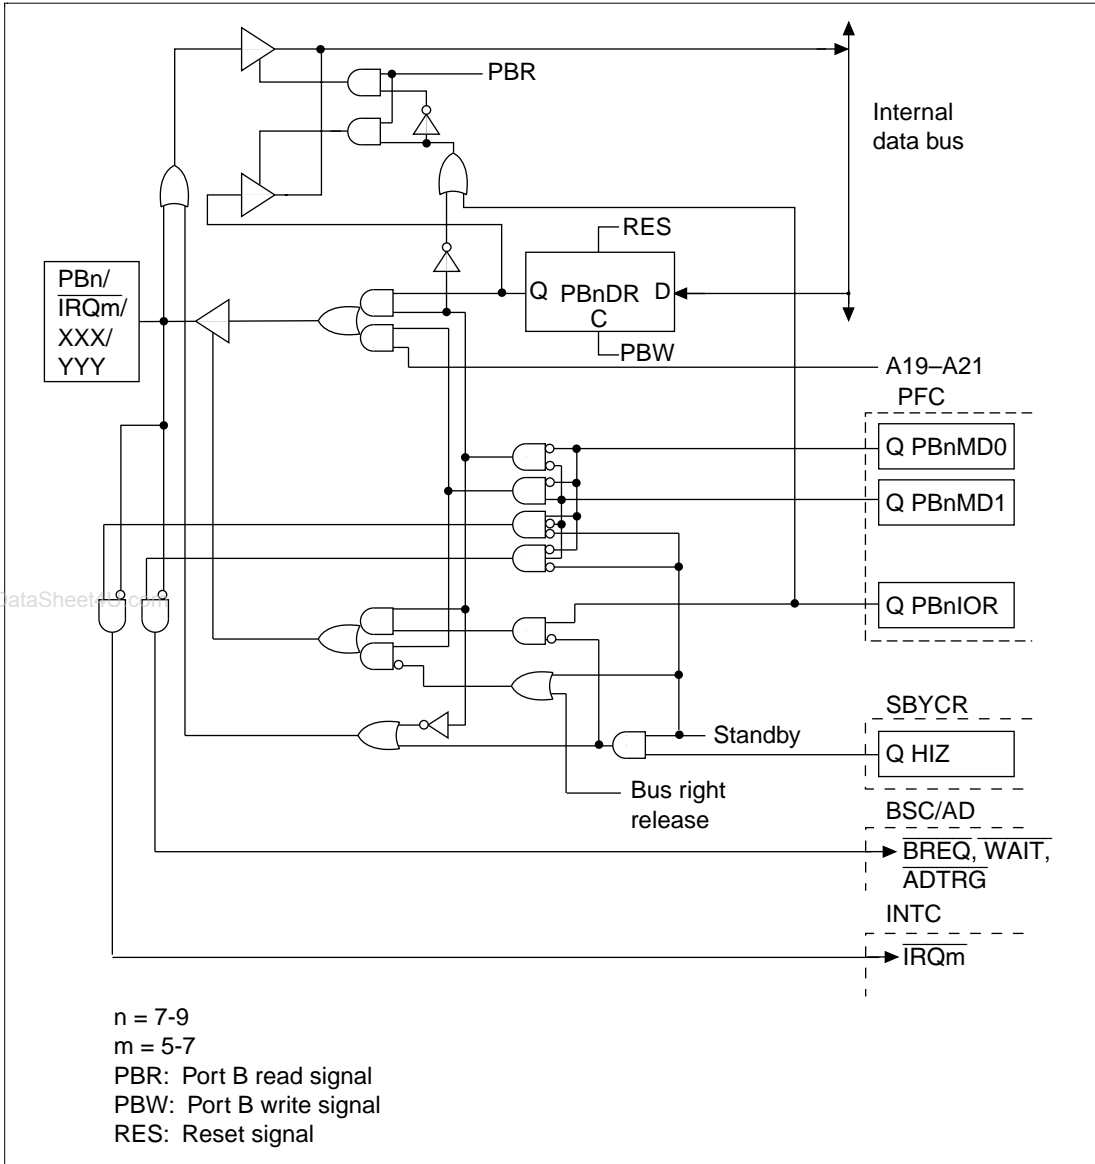 PBR
Internal
data bus
RES
Q PBnDR D
C
PBW
PBn/
IRQm/
XXX/
YYY
A19–A21
PFC
Q PBnMD0
Q PBnMD1
DataSheet4U.com
Q PBnIOR
SBYCR
Standby
Q HIZ
Bus right
release
BSC/AD
BREQ, WAIT,
ADTRG
INTC
IRQm
n = 7-9
m = 5-7
PBR: Port B read signal
PBW: Port B write signal
RES: Reset signal